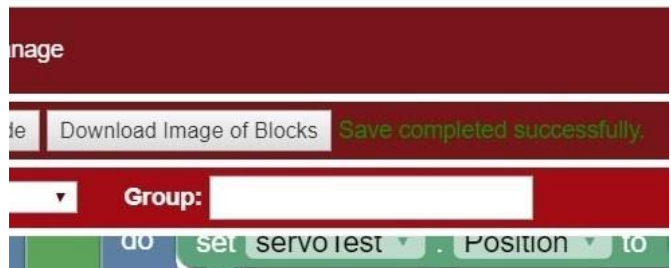 nage
de Download Image of Blocks Save completed successfully.
Group:
do set servoTest . Position to